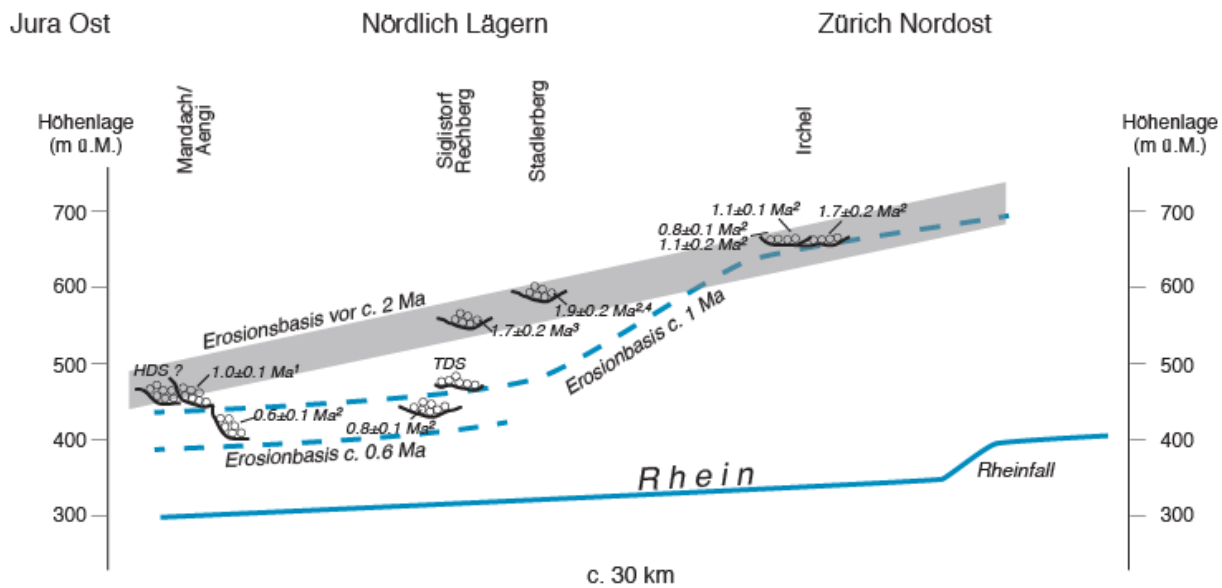 Jura Ost
Nördlich Lägern
Zürich Nordost
Höhenlage
(m ü.M.)
Mandach/
Aengi
Siglistorf
Rechberg
Stadlerberg
Irchel
Höhenlage
(m ü.M.)
700
700
1.1±0.1 Ma²
1.7±0.2 Ma²
0.8±0.1 Ma²
1.1±0.2 Ma²
600
600
Erosionsbasis vor c. 2 Ma
1.9±0.2 Ma²,⁴
1.7±0.2 Ma³
Erosionbasis c. 1 Ma
500
500
HDS ?
1.0±0.1 Ma¹
TDS
0.6±0.1 Ma²
0.8±0.1 Ma²
400
400
Erosionbasis c. 0.6 Ma
Rhein
Rheinfall
300
300
c. 30 km